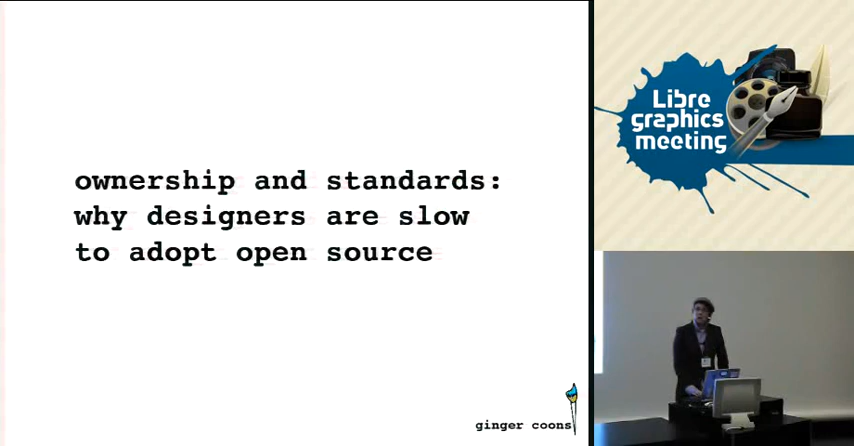 ownership and standards:
why designers are slow
to adopt open source
ginger coons
Libre
graphics
meeting